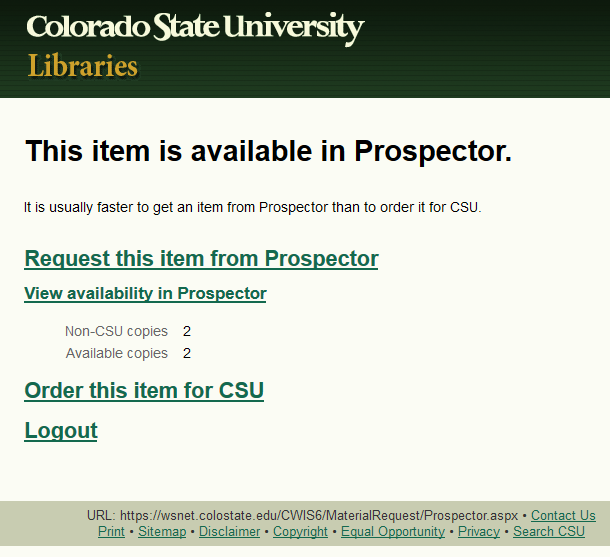 Colorado State University
Libraries
This item is available in Prospector.
It is usually faster to get an item from Prospector than to order it for CSU.
Request this item from Prospector
View availability in Prospector
Non-CSU copies 2
Available copies 2
Order this item for CSU
Logout
URL: https://wsnet.colostate.edu/CWIS6/MaterialRequest/Prospector.aspx • Contact Us
Print • Sitemap • Disclaimer • Copyright • Equal Opportunity • Privacy • Search CSU